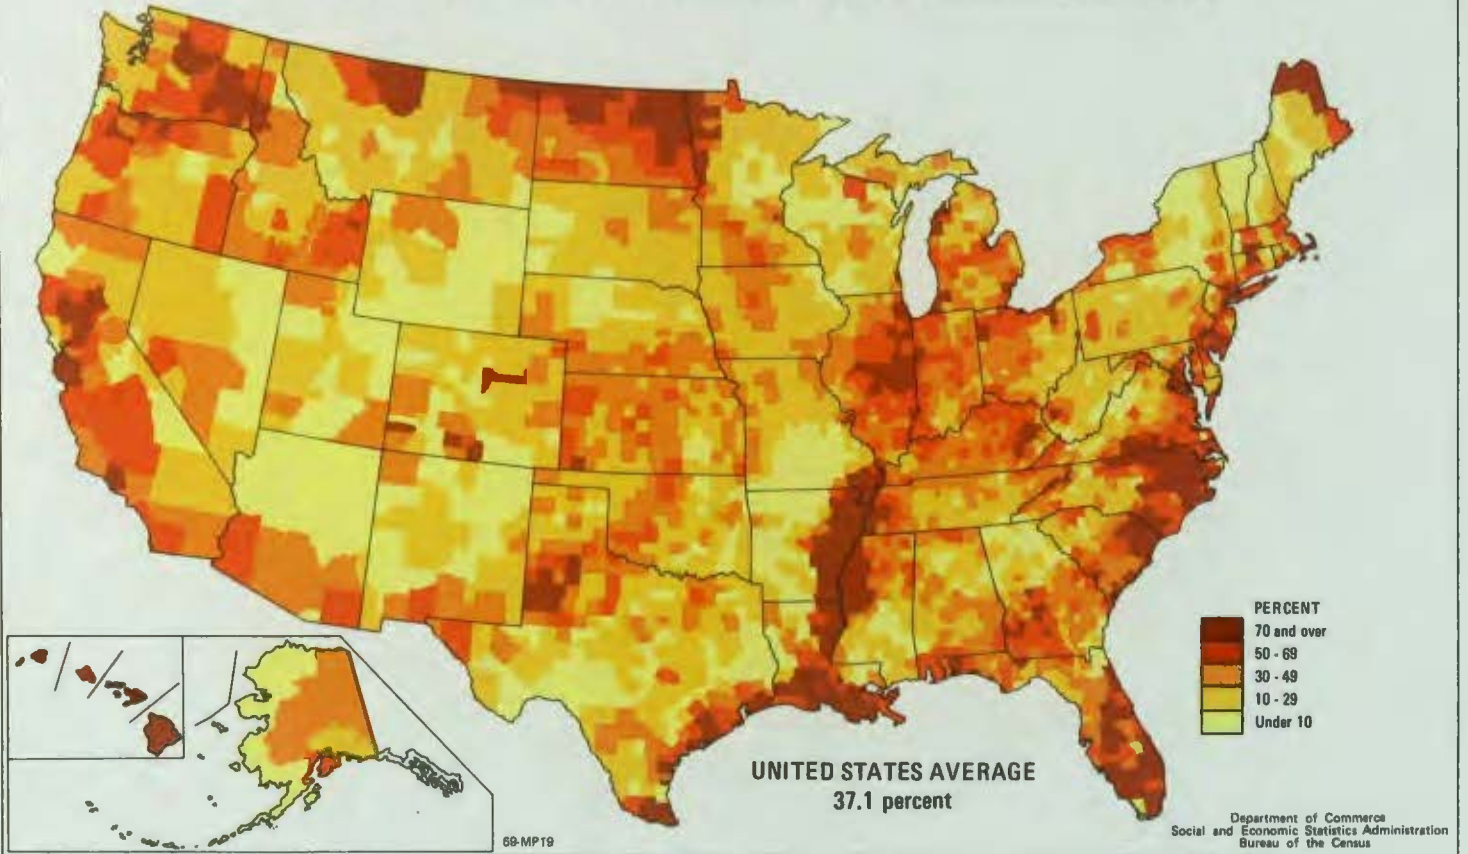 PERCENT
70 and over
50 - 69
30 - 49
10 - 29
Under 10
UNITED STATES AVERAGE
37.1 percent
69-MPT9
Department of Commerce
Social and Economic Statistics Administration
Bureau of the Census